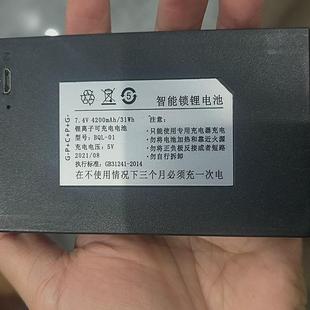 智能锁锂电池
5
7.4V 4200mAh/31Wh
锂离子可充电电池
型号: BQL-01
充电电压: 5V
2021/08
执行标准: GB31241-2014
·注意:
·只能使用专用充电器充电
·勿将电池加热和靠近火源
·勿将正负极反接或者短路
·勿自行拆卸
在不使用情况下三个月必须充一次电
G-P+C+P+G-